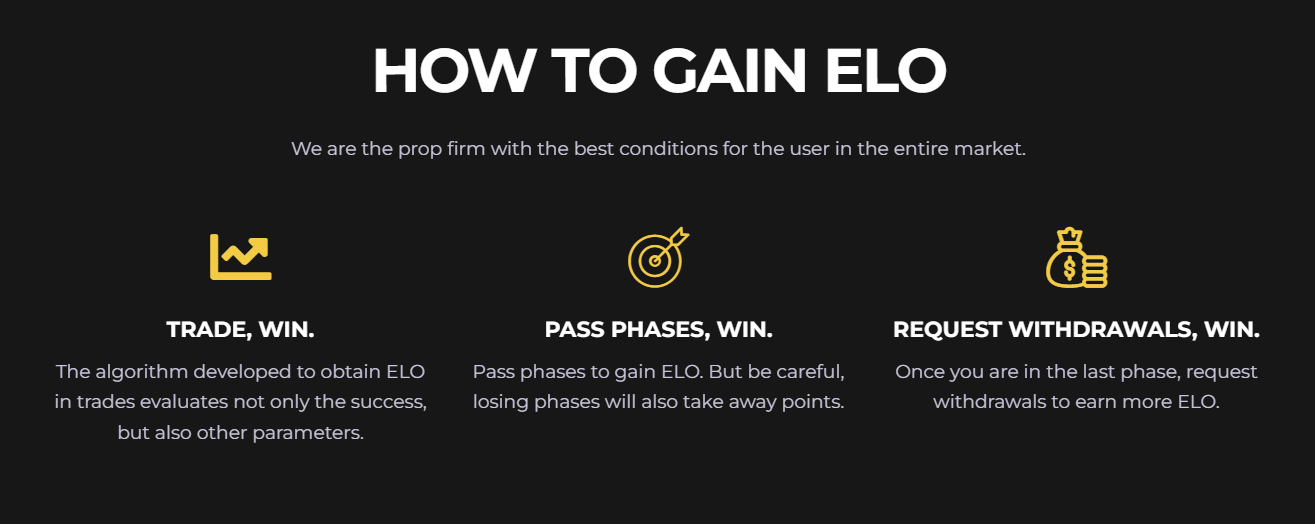 HOW TO GAIN ELO
We are the prop firm with the best conditions for the user in the entire market.
TRADE, WIN.
The algorithm developed to obtain ELO
in trades evaluates not only the success,
but also other parameters.
PASS PHASES, WIN.
Pass phases to gain ELO. But be careful,
losing phases will also take away points.
$
REQUEST WITHDRAWALS, WIN.
Once you are in the last phase, request
withdrawals to earn more ELO.